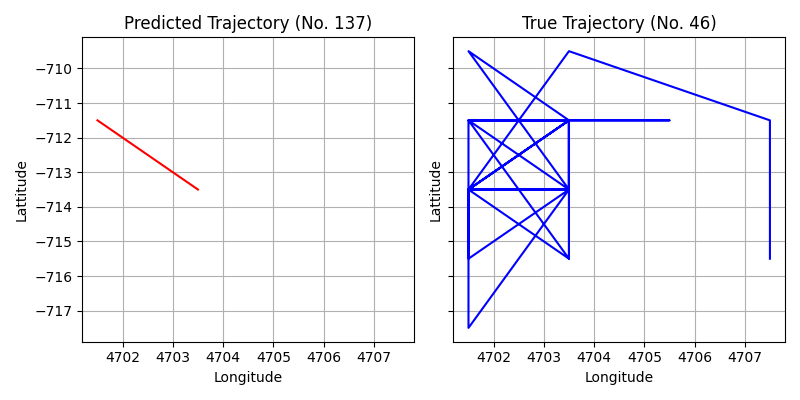 Predicted Trajectory (No. 137)
True Trajectory (No. 46)
−710
−711
−712
−713
−714
−715
−716
−717
Lattitude
Lattitude
4702 4703 4704 4705 4706 4707
4702 4703 4704 4705 4706 4707
Longitude
Longitude